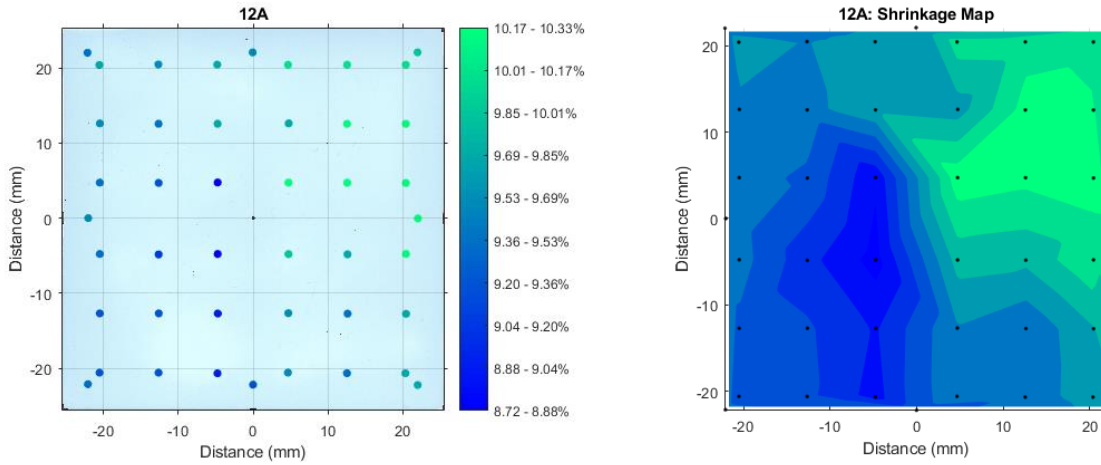 12A
20
10
0
-10
-20
Distance (mm)
-20
-10
0
10
20
Distance (mm)
10.17 - 10.33%
10.01 - 10.17%
9.85 - 10.01%
9.69 - 9.85%
9.53 - 9.69%
9.36 - 9.53%
9.20 - 9.36%
9.04 - 9.20%
8.88 - 9.04%
8.72 - 8.88%
12A: Shrinkage Map
20
10
0
-10
-20
Distance (mm)
-20
-10
0
10
20
Distance (mm)